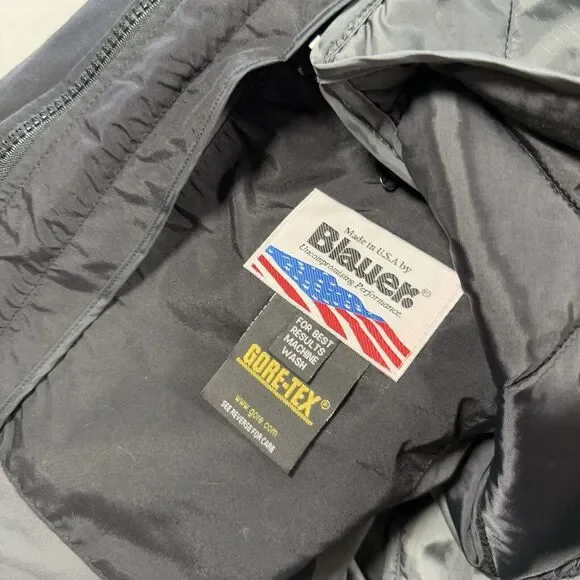 Made in U.S.A by
Blauer.®
Uncompromising Performance.
FOR BEST
RESULTS
MACHINE
WASH
GORE-TEX®
www.gore.com
SEE REVERSE FOR CARE